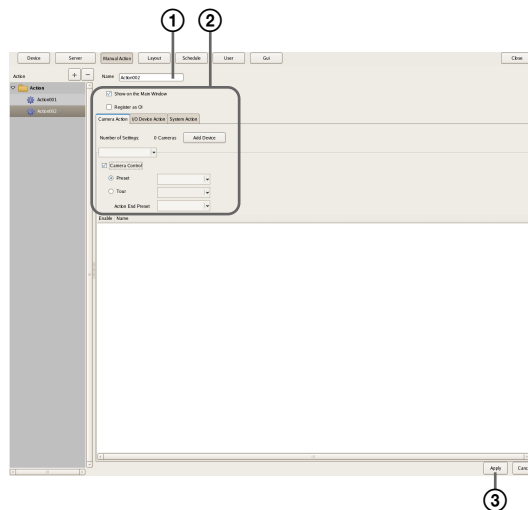 1 2
Device Server Manual Action Layout Schedule User Gui Close
Action + − Name Action002
Action
Action001
Action002
Show on the Main Window
Register as OI
Camera Action I/O Device Action System Action
Number of Settings: 0 Cameras Add Device
Camera Control
Preset
Tour
Action End Preset
Enable Name
Apply Canc
3